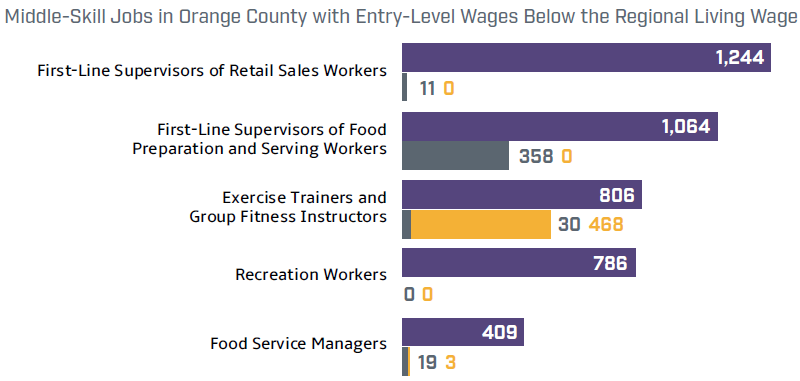 Middle-Skill Jobs in Orange County with Entry-Level Wages Below the Regional Living Wage
First-Line Supervisors of Retail Sales Workers
1,244
11 0
First-Line Supervisors of Food
Preparation and Serving Workers
1,064
358 0
Exercise Trainers and
Group Fitness Instructors
806
30 468
Recreation Workers
786
0 0
Food Service Managers
409
19 3